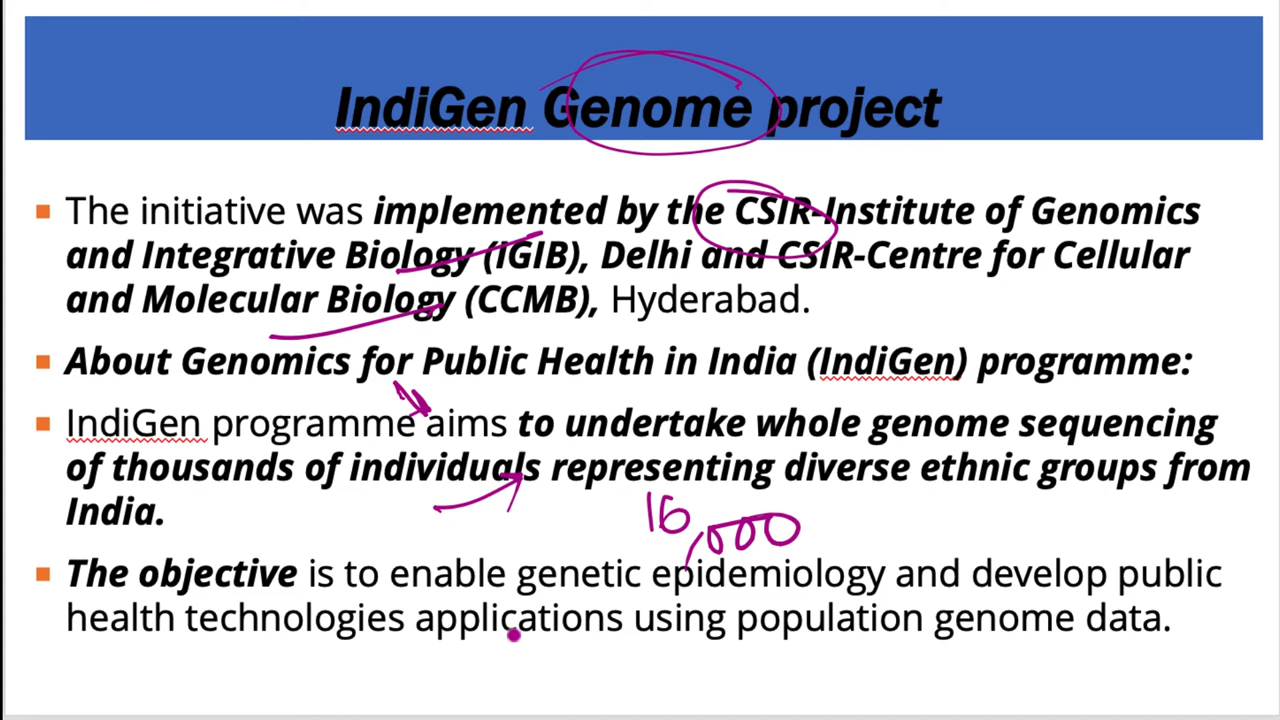 IndiGen Genome project
▪ The initiative was implemented by the CSIR-Institute of Genomics
and Integrative Biology (IGIB), Delhi and CSIR-Centre for Cellular
and Molecular Biology (CCMB), Hyderabad.
▪ About Genomics for Public Health in India (IndiGen) programme:
▪ IndiGen programme aims to undertake whole genome sequencing
of thousands of individuals representing diverse ethnic groups from
India.
16,000
▪ The objective is to enable genetic epidemiology and develop public
health technologies applications using population genome data.